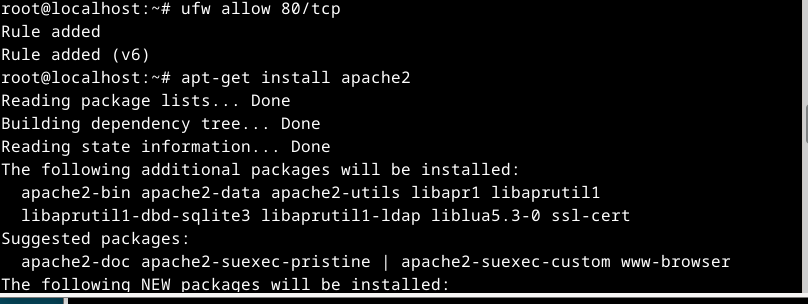 root@localhost:~# ufw allow 80/tcp
Rule added
Rule added (v6)
root@localhost:~# apt-get install apache2
Reading package lists... Done
Building dependency tree... Done
Reading state information... Done
The following additional packages will be installed:
  apache2-bin apache2-data apache2-utils libapr1 libaprutil1
  libaprutil1-dbd-sqlite3 libaprutil1-ldap liblua5.3-0 ssl-cert
Suggested packages:
  apache2-doc apache2-suexec-pristine | apache2-suexec-custom www-browser
The following NEW packages will be installed: